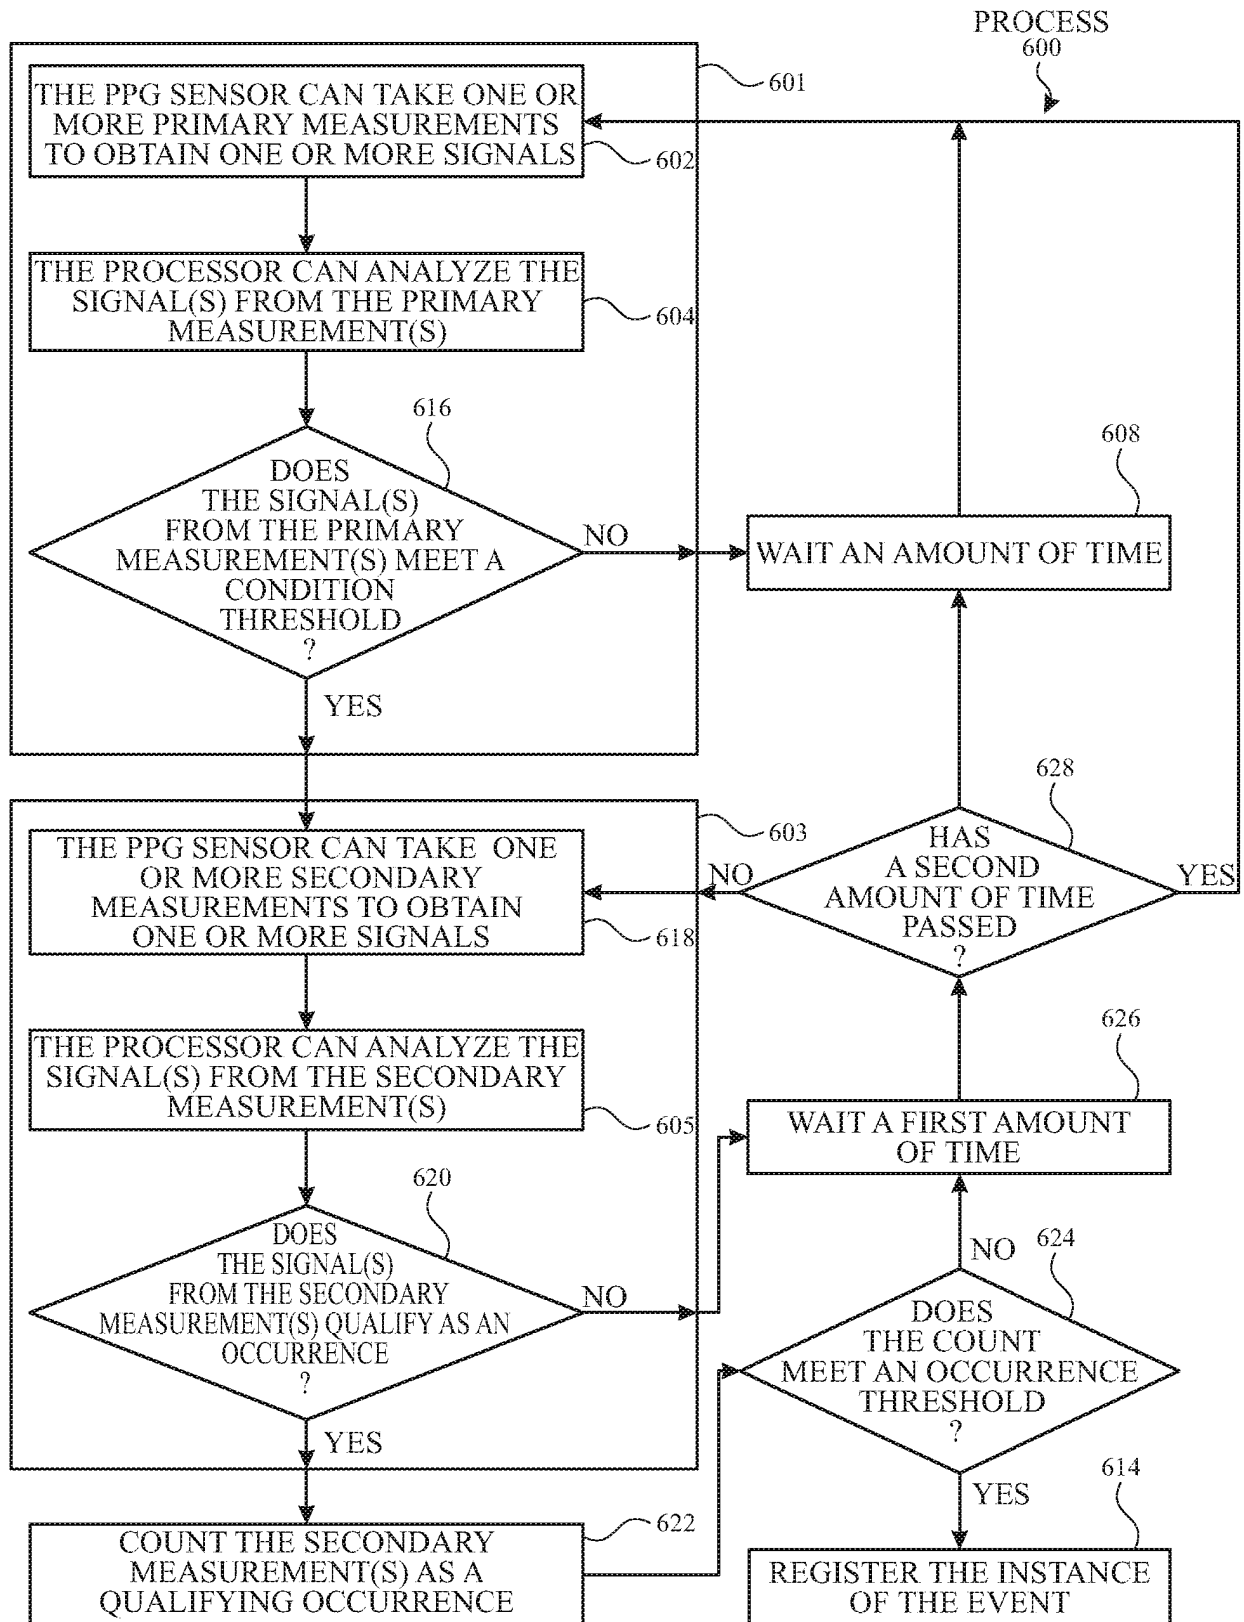 PROCESS
600
601
THE PPG SENSOR CAN TAKE ONE OR
MORE PRIMARY MEASUREMENTS
TO OBTAIN ONE OR MORE SIGNALS
602
THE PROCESSOR CAN ANALYZE THE
SIGNAL(S) FROM THE PRIMARY
MEASUREMENT(S)
604
616
DOES
THE SIGNAL(S)
FROM THE PRIMARY
MEASUREMENT(S) MEET A
CONDITION
THRESHOLD
?
NO
YES
608
WAIT AN AMOUNT OF TIME
603
THE PPG SENSOR CAN TAKE ONE
OR MORE SECONDARY
MEASUREMENTS TO OBTAIN
ONE OR MORE SIGNALS
618
628
HAS
A SECOND
AMOUNT OF TIME
PASSED
?
NO
YES
THE PROCESSOR CAN ANALYZE THE
SIGNAL(S) FROM THE SECONDARY
MEASUREMENT(S)
605
626
WAIT A FIRST AMOUNT
OF TIME
620
DOES
THE SIGNAL(S)
FROM THE SECONDARY
MEASUREMENT(S) QUALIFY AS AN
OCCURRENCE
?
NO
YES
NO
624
DOES
THE COUNT
MEET AN OCCURRENCE
THRESHOLD
?
YES
622
COUNT THE SECONDARY
MEASUREMENT(S) AS A
QUALIFYING OCCURRENCE
614
REGISTER THE INSTANCE
OF THE EVENT